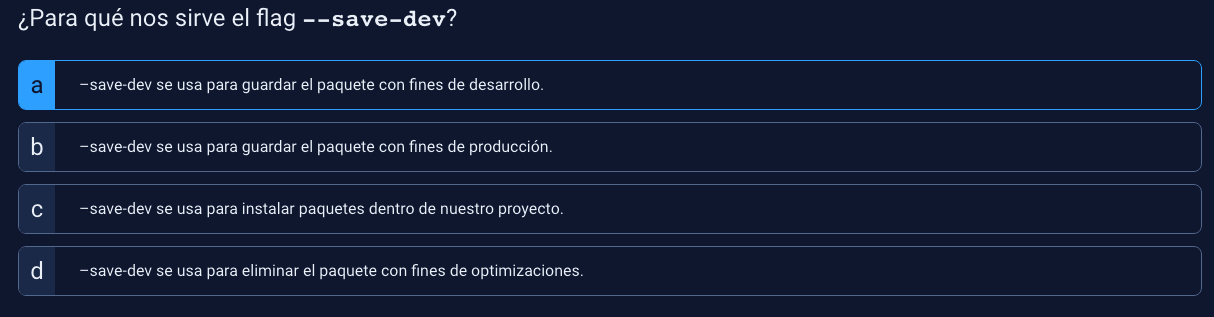 ¿Para qué nos sirve el flag --save-dev?
a –save-dev se usa para guardar el paquete con fines de desarrollo.
b –save-dev se usa para guardar el paquete con fines de producción.
c –save-dev se usa para instalar paquetes dentro de nuestro proyecto.
d –save-dev se usa para eliminar el paquete con fines de optimizaciones.